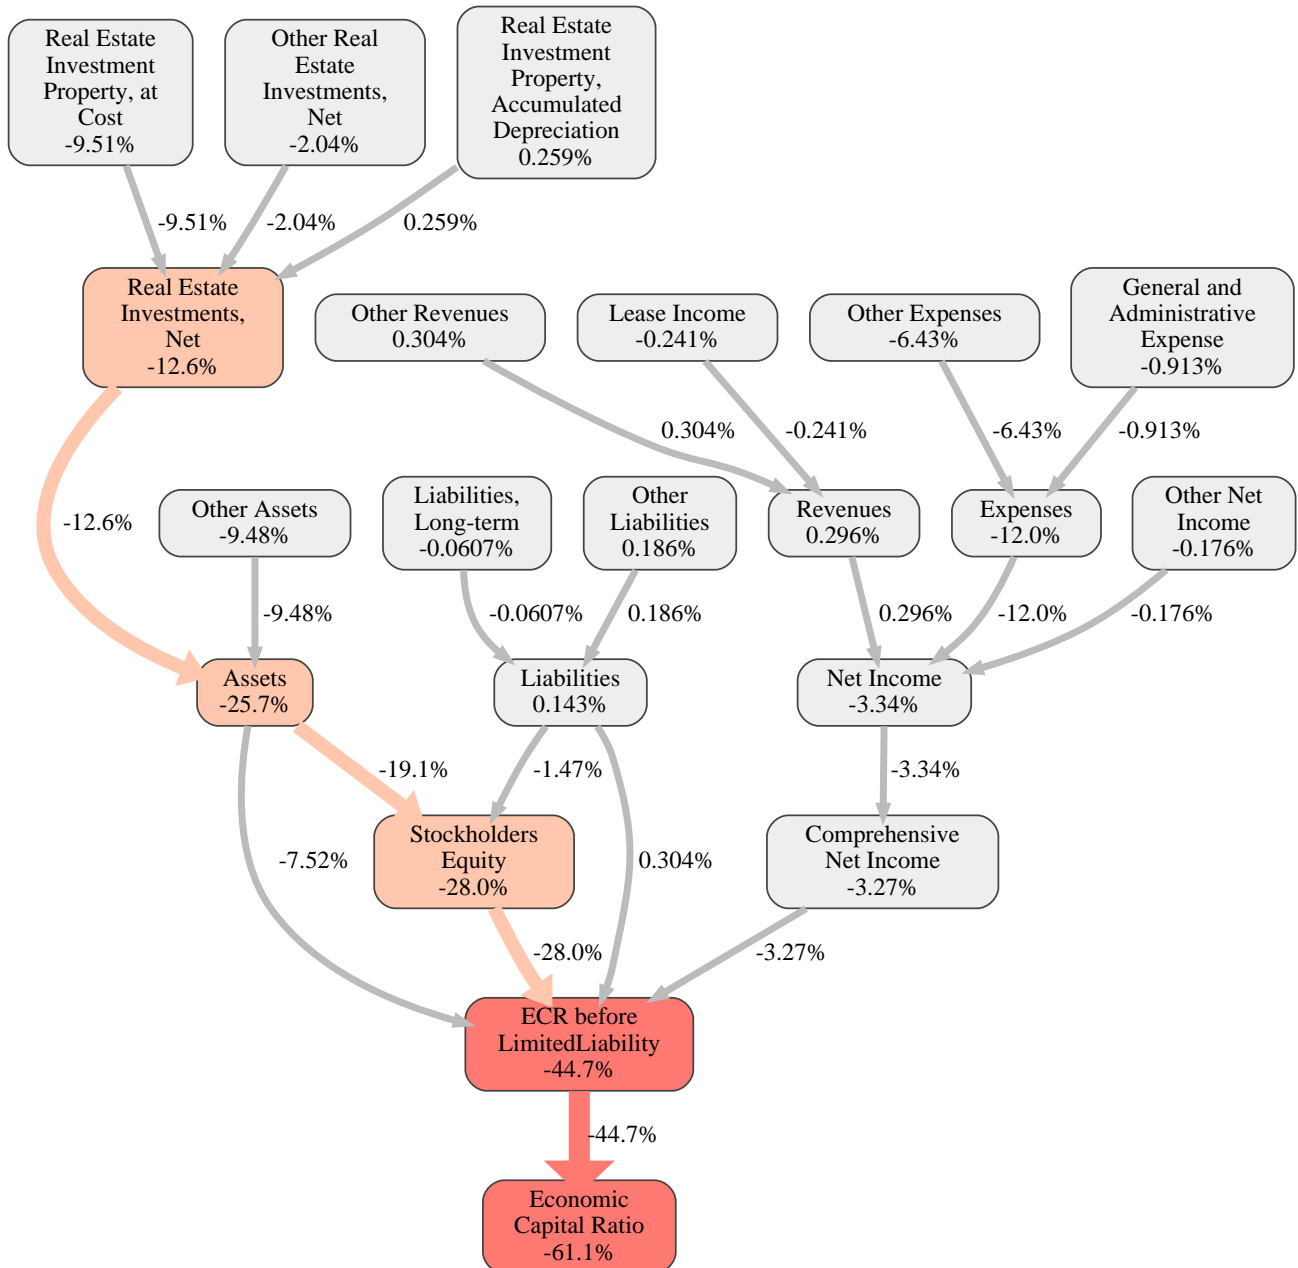 Real Estate
Investment
Property, at
Cost
-9.51%
Other Real
Estate
Investments,
Net
-2.04%
Real Estate
Investment
Property,
Accumulated
Depreciation
0.259%
-9.51%
-2.04%
0.259%
Real Estate
Investments,
Net
-12.6%
Other Revenues
0.304%
Lease Income
-0.241%
Other Expenses
-6.43%
General and
Administrative
Expense
-0.913%
0.304%
-0.241%
-6.43%
-0.913%
-12.6%
Other Assets
-9.48%
Liabilities,
Long-term
-0.0607%
Other
Liabilities
0.186%
Revenues
0.296%
Expenses
-12.0%
Other Net
Income
-0.176%
-9.48%
-0.0607%
0.186%
0.296%
-12.0%
-0.176%
Assets
-25.7%
Liabilities
0.143%
Net Income
-3.34%
-19.1%
-1.47%
-3.34%
-7.52%
Stockholders
Equity
-28.0%
0.304%
Comprehensive
Net Income
-3.27%
-28.0%
-3.27%
ECR before
LimitedLiability
-44.7%
-44.7%
Economic
Capital Ratio
-61.1%